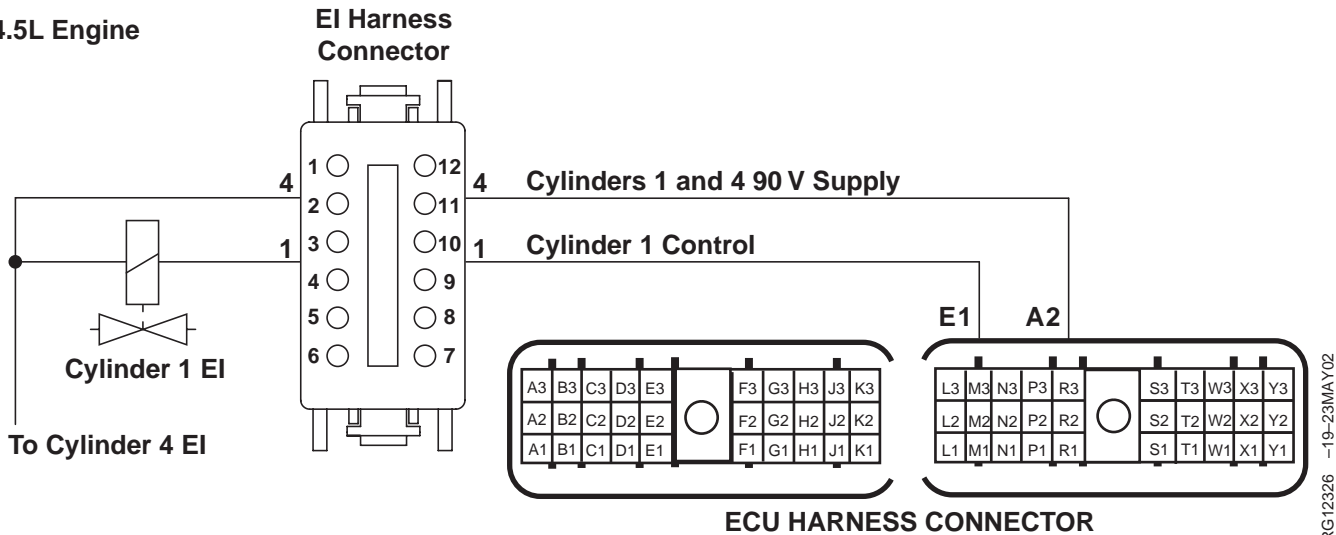 4.5L Engine
EI Harness
Connector
1 12
4 4 Cylinders 1 and 4 90 V Supply
2 11
1 3 10 1 Cylinder 1 Control
4 9
5 8
6 7
Cylinder 1 EI
To Cylinder 4 EI
E1 A2
A3 B3 C3 D3 E3 F3 G3 H3 J3 K3 L3 M3 N3 P3 R3 S3 T3 W3 X3 Y3
A2 B2 C2 D2 E2 F2 G2 H2 J2 K2 L2 M2 N2 P2 R2 S2 T2 W2 X2 Y2
A1 B1 C1 D1 E1 F1 G1 H1 J1 K1 L1 M1 N1 P1 R1 S1 T1 W1 X1 Y1
ECU HARNESS CONNECTOR
RG12326 –19–23MAY02